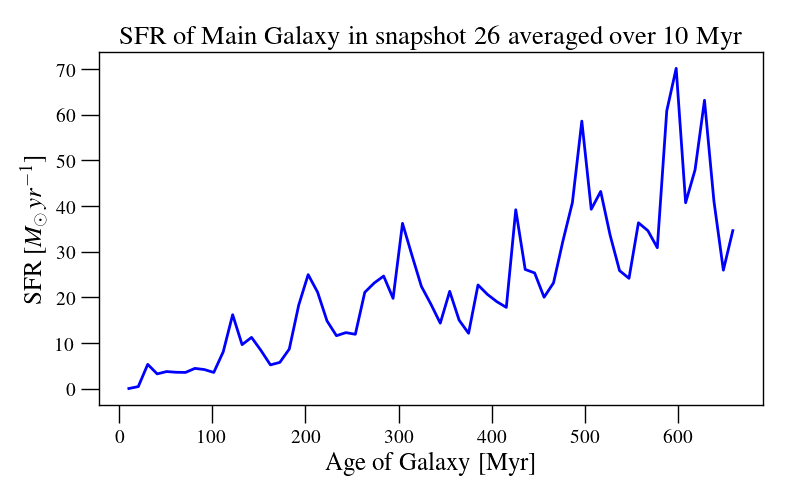 SFR of Main Galaxy in snapshot 26 averaged over 10 Myr
SFR [M⊙ yr⁻¹]
70
60
50
40
30
20
10
0
0 100 200 300 400 500 600
Age of Galaxy [Myr]